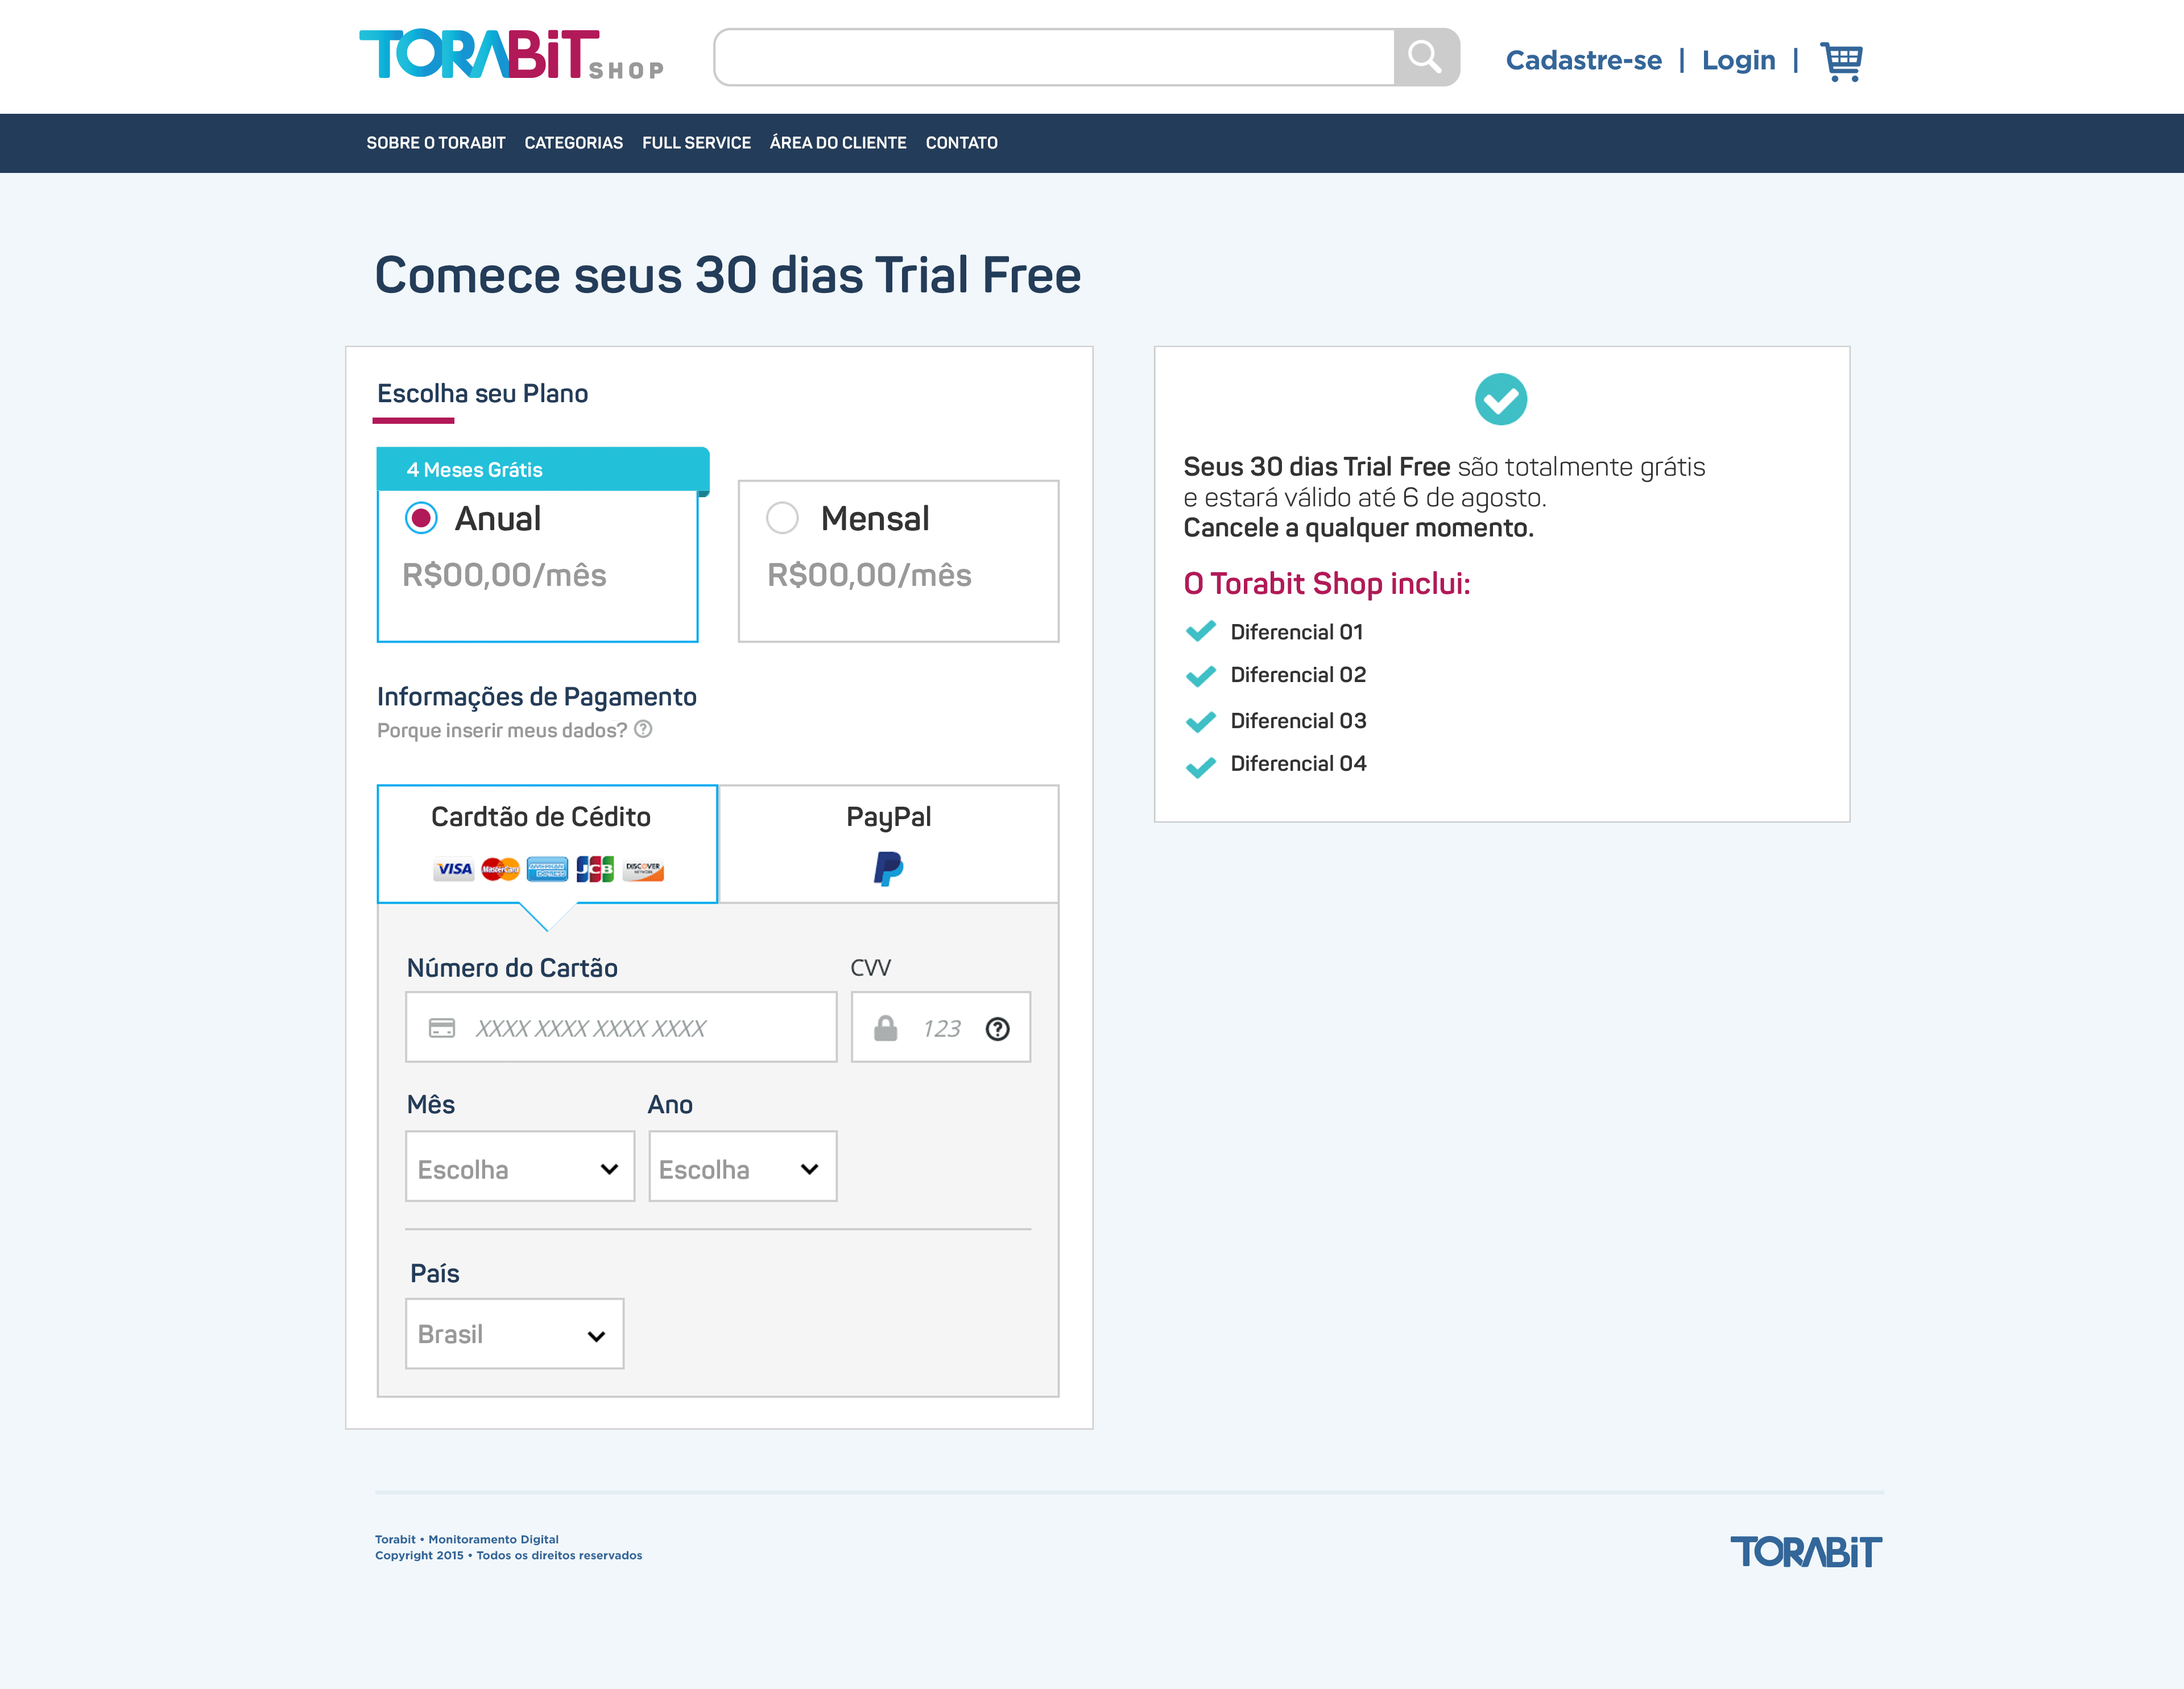 TORABiT SHOP
Cadastre-se | Login |
SOBRE O TORABIT CATEGORIAS FULL SERVICE ÁREA DO CLIENTE CONTATO
Comece seus 30 dias Trial Free
Escolha seu Plano
4 Meses Grátis
Anual
R$00,00/mês
Mensal
R$00,00/mês
Informações de Pagamento
Porque inserir meus dados? ?
Cardtão de Cédito
VISA MasterCard AMERICAN EXPRESS JCB DISCOVER NETWORK
PayPal
Número do Cartão
XXXX XXXX XXXX XXXX
CVV
123 ?
Mês
Escolha
Ano
Escolha
País
Brasil
Seus 30 dias Trial Free são totalmente grátis
e estará válido até 6 de agosto.
Cancele a qualquer momento.
O Torabit Shop inclui:
Diferencial 01
Diferencial 02
Diferencial 03
Diferencial 04
Torabit • Monitoramento Digital
Copyright 2015 • Todos os direitos reservados
TORABiT